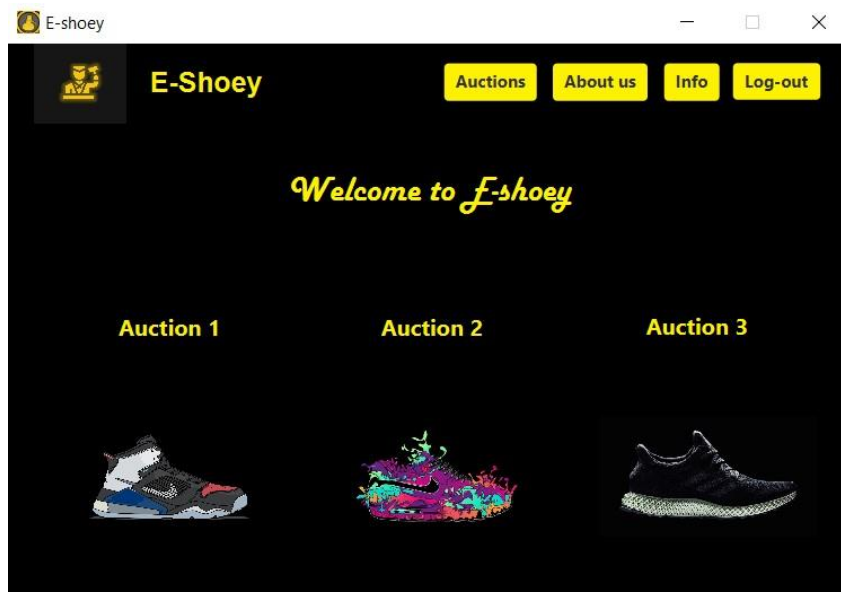 E-shoey
E-Shoey
Auctions
About us
Info
Log-out
Welcome to E-shoey
Auction 1
Auction 2
Auction 3